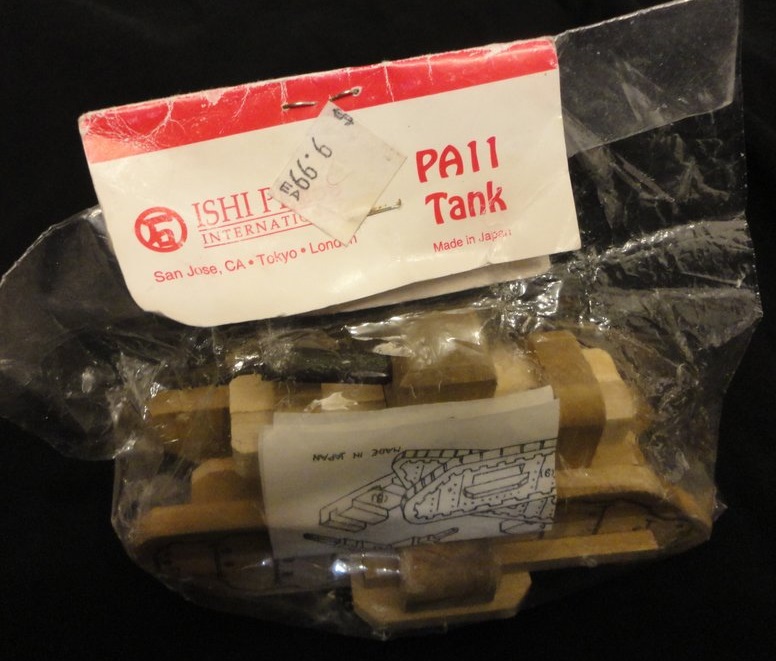 $ 9.99
PA11
Tank
ISHI
INTERNATIO
San Jose, CA • Tokyo • London
Made in Japan
MADE IN JAPAN